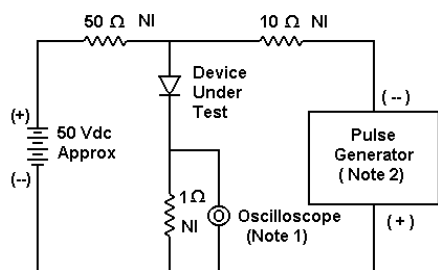 50 Ω NI
10 Ω NI
Device
Under
Test
(+)
50 Vdc
Approx
(--)
(--)
Pulse
Generator
( Note 2)
(+)
1Ω
NI
Oscilloscope
(Note 1)